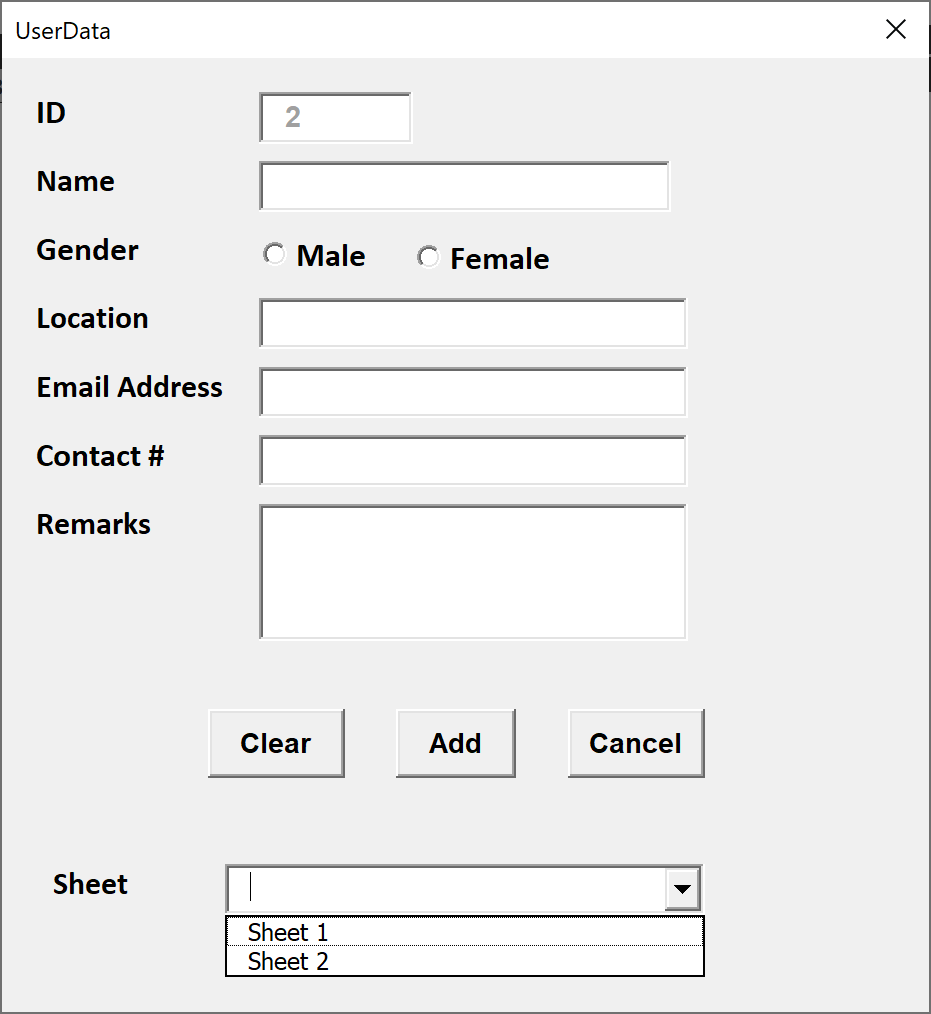 UserData
ID 2
Name
Gender Male Female
Location
Email Address
Contact #
Remarks
Clear Add Cancel
Sheet
Sheet 1
Sheet 2